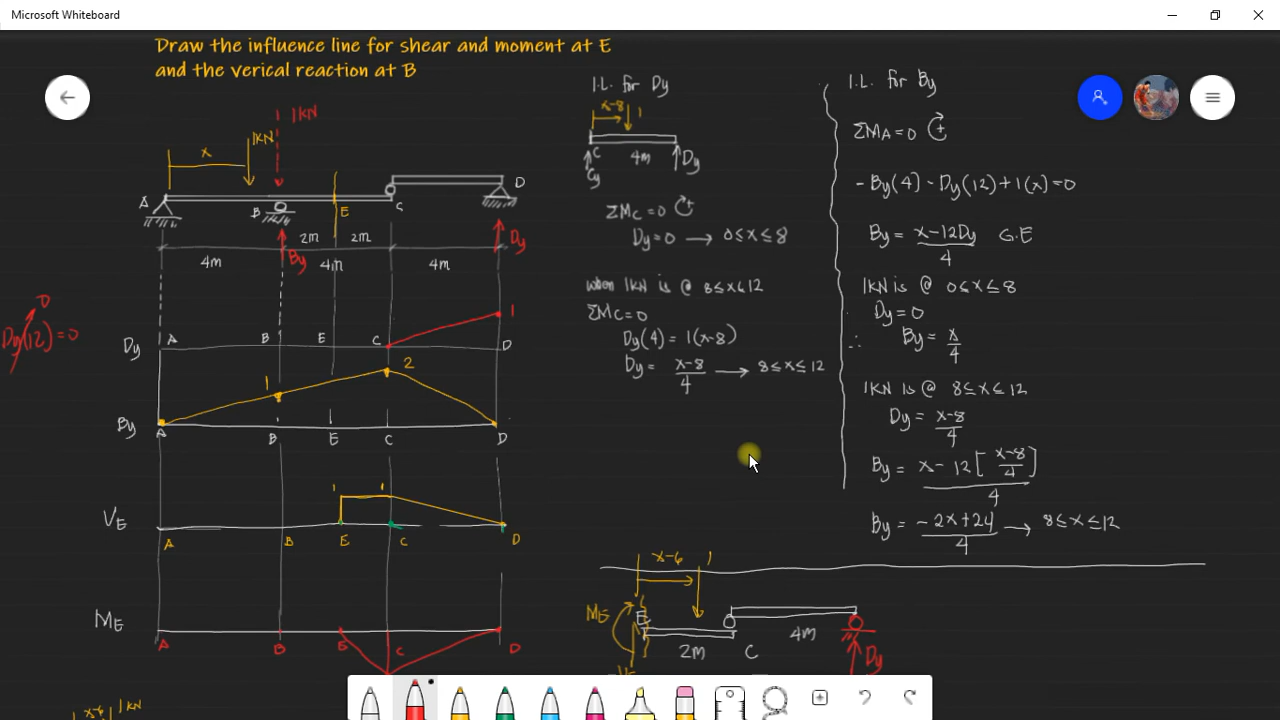 Microsoft Whiteboard
Draw the influence line for shear and moment at E
and the verical reaction at B
1KN
1KN
x
A
B
E
C
D
2m 2m
By
Dy
4m 4m 4m
Dy(12)=0
0
Dy A B E C D
1
By A B E C D
1 2
VE A B E C D
1 1
ME A B E C D
x-6 1KN
I.L. for Dy
x-8 1
C 4m Dy
Cy
ΣMc=0
Dy=0 → 0≤x≤8
when 1KN is @ 8≤x≤12
ΣMc=0
Dy(4) = 1(x-8)
Dy = x-8/4 → 8≤x≤12
I.L. for By
ΣMA=0 +
-By(4) - Dy(12) + 1(x)=0
By = x-12Dy/4 G.E
1KN is @ 0≤x≤8
Dy=0
∴ By = x/4
1KN is @ 8≤x≤12
Dy = x-8/4
By = x-12[x-8/4]/4
By = -2x+24/4 → 8≤x≤12
x-6 1
ME E
2m C 4m Dy